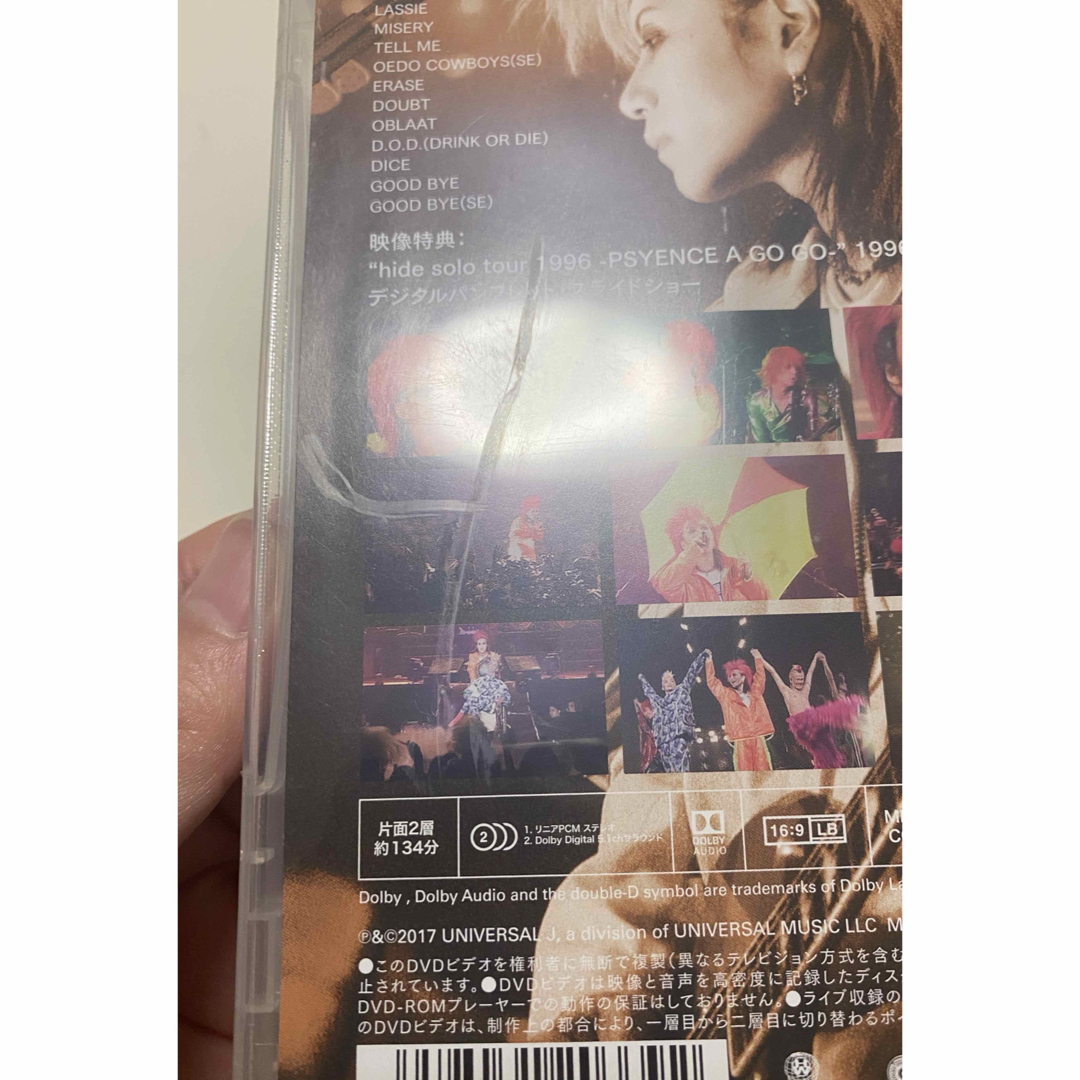 LASSIE
MISERY
TELL ME
OEDO COWBOYS(SE)
ERASE
DOUBT
OBLAAT
D.O.D.(DRINK OR DIE)
DICE
GOOD BYE
GOOD BYE(SE)
映像特典:
“hide solo tour 1996 -PSYENCE A GO GO-” 1996
デジタルパンフレットスライドショー
片面2層
約134分
2
1. リニアPCM ステレオ
2. Dolby Digital 5.1chサラウンド
DOLBY
AUDIO
16:9 LB
Dolby , Dolby Audio and the double-D symbol are trademarks of Dolby La
℗&©2017 UNIVERSAL J, a division of UNIVERSAL MUSIC LLC M
●このDVDビデオを権利者に無断で複製(異なるテレビジョン方式を含む
止されています。●DVDビデオは映像と音声を高密度に記録したディス
DVD-ROMプレーヤーでの動作の保証はしておりません。●ライブ収録の
のDVDビデオは、制作上の都合により、一層目から二層目に切り替わるポイ